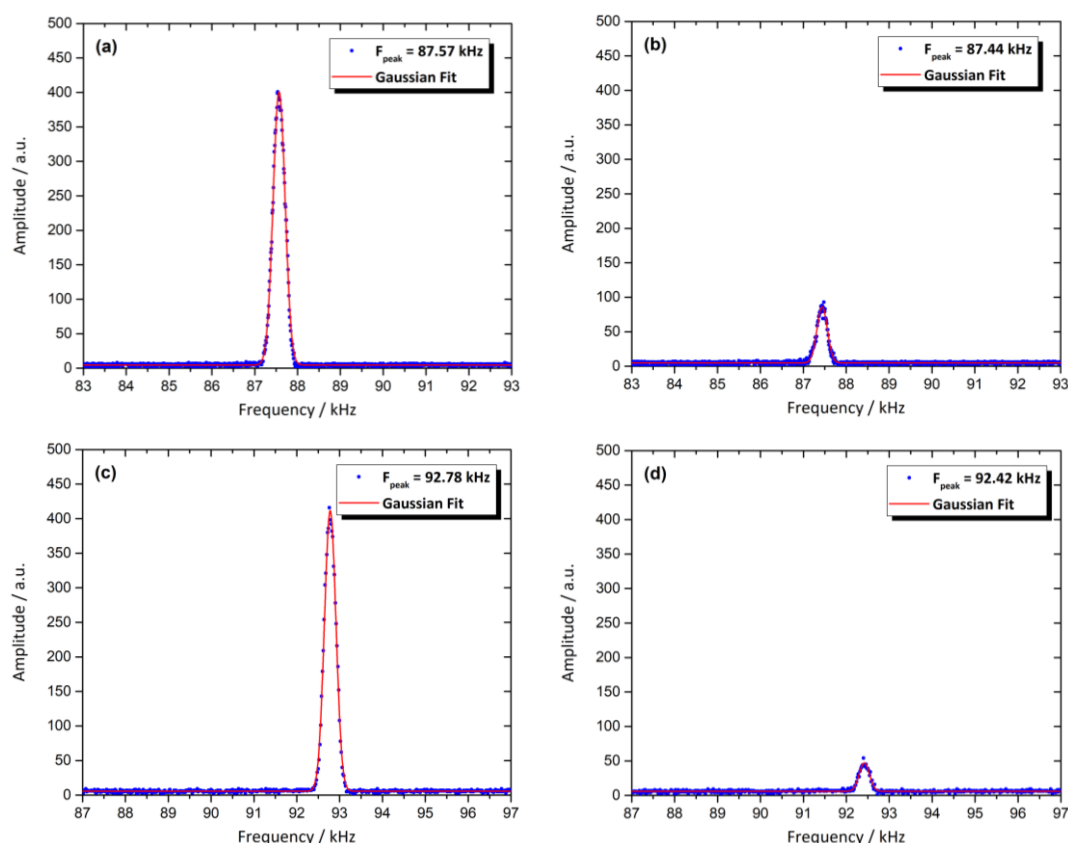 (a)
F_peak = 87.57 kHz
Gaussian Fit
500
450
400
350
300
250
200
150
100
50
0
Amplitude / a.u.
83 84 85 86 87 88 89 90 91 92 93
Frequency / kHz
(b)
F_peak = 87.44 kHz
Gaussian Fit
500
450
400
350
300
250
200
150
100
50
0
Amplitude / a.u.
83 84 85 86 87 88 89 90 91 92 93
Frequency / kHz
(c)
F_peak = 92.78 kHz
Gaussian Fit
500
450
400
350
300
250
200
150
100
50
0
Amplitude / a.u.
87 88 89 90 91 92 93 94 95 96 97
Frequency / kHz
(d)
F_peak = 92.42 kHz
Gaussian Fit
500
450
400
350
300
250
200
150
100
50
0
Amplitude / a.u.
87 88 89 90 91 92 93 94 95 96 97
Frequency / kHz